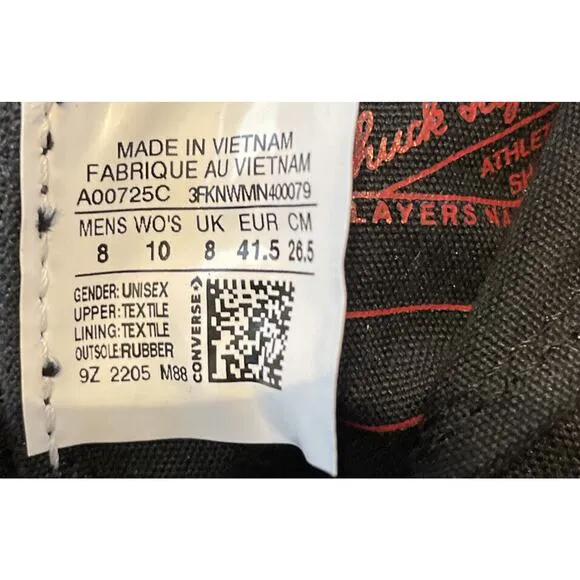 MADE IN VIETNAM
FABRIQUE AU VIETNAM
A00725C 3FKNWMN400079
MENS WO'S UK EUR CM
8 10 8 41.5 26.5
GENDER: UNISEX
UPPER: TEXTILE
LINING: TEXTILE
OUTSOLE:RUBBER
9Z 2205 M88
CONVERSE